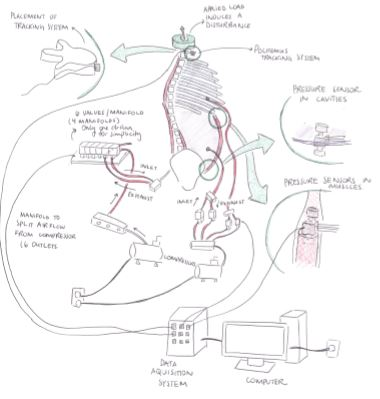 PLACEMENT OF
TRACKING SYSTEM
APPLIED LOAD
INDUCES A
DISTURBANCE
POLHEMUS
TRACKING SYSTEM
6 VALVES/MANIFOLD
(4 MANIFOLDS)
Only one drawn
for simplicity
PRESSURE SENSOR
IN CAVITIES
INLET
EXHAUST
INLET
EXHAUST
PRESSURE SENSORS IN
MUSCLES
MANIFOLD TO
SPLIT AIRFLOW
FROM COMPRESSOR
(6 OUTLETS
COMPRESSOR
DATA
AQUISITION
SYSTEM
COMPUTER